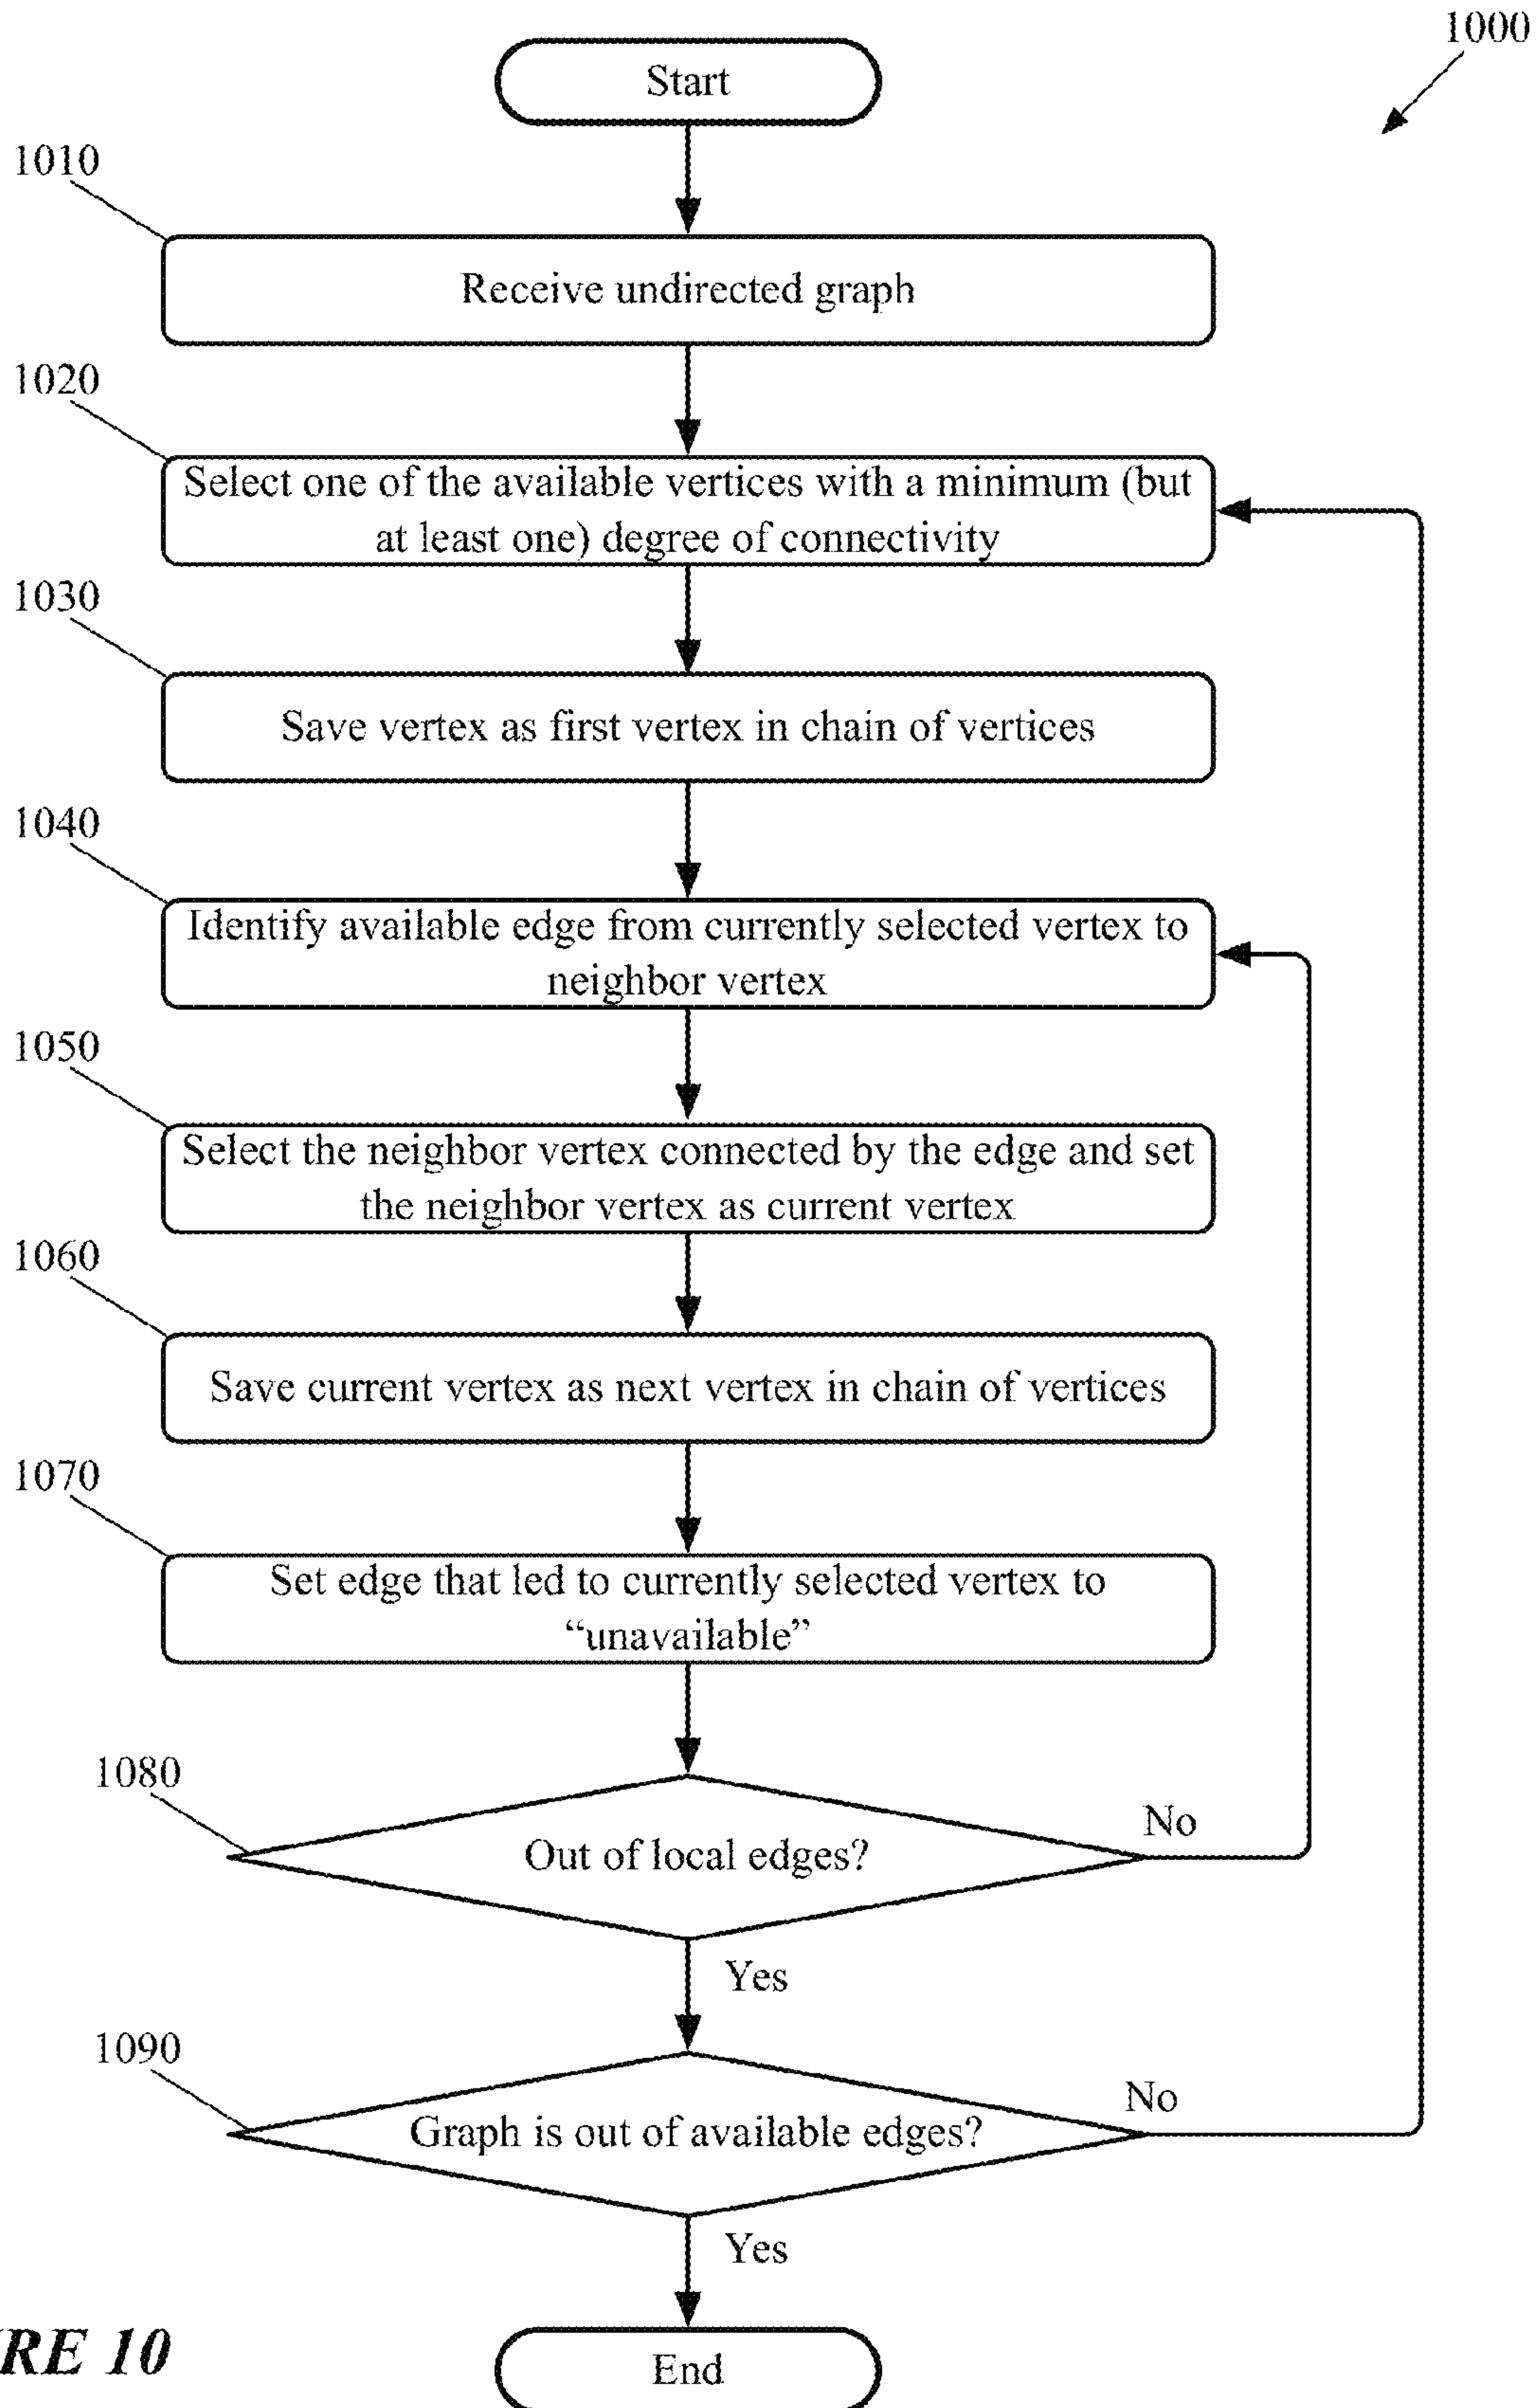 1000
Start
1010
Receive undirected graph
1020
Select one of the available vertices with a minimum (but
at least one) degree of connectivity
1030
Save vertex as first vertex in chain of vertices
1040
Identify available edge from currently selected vertex to
neighbor vertex
1050
Select the neighbor vertex connected by the edge and set
the neighbor vertex as current vertex
1060
Save current vertex as next vertex in chain of vertices
1070
Set edge that led to currently selected vertex to
“unavailable”
1080
Out of local edges?
No
Yes
1090
Graph is out of available edges?
No
Yes
End
10